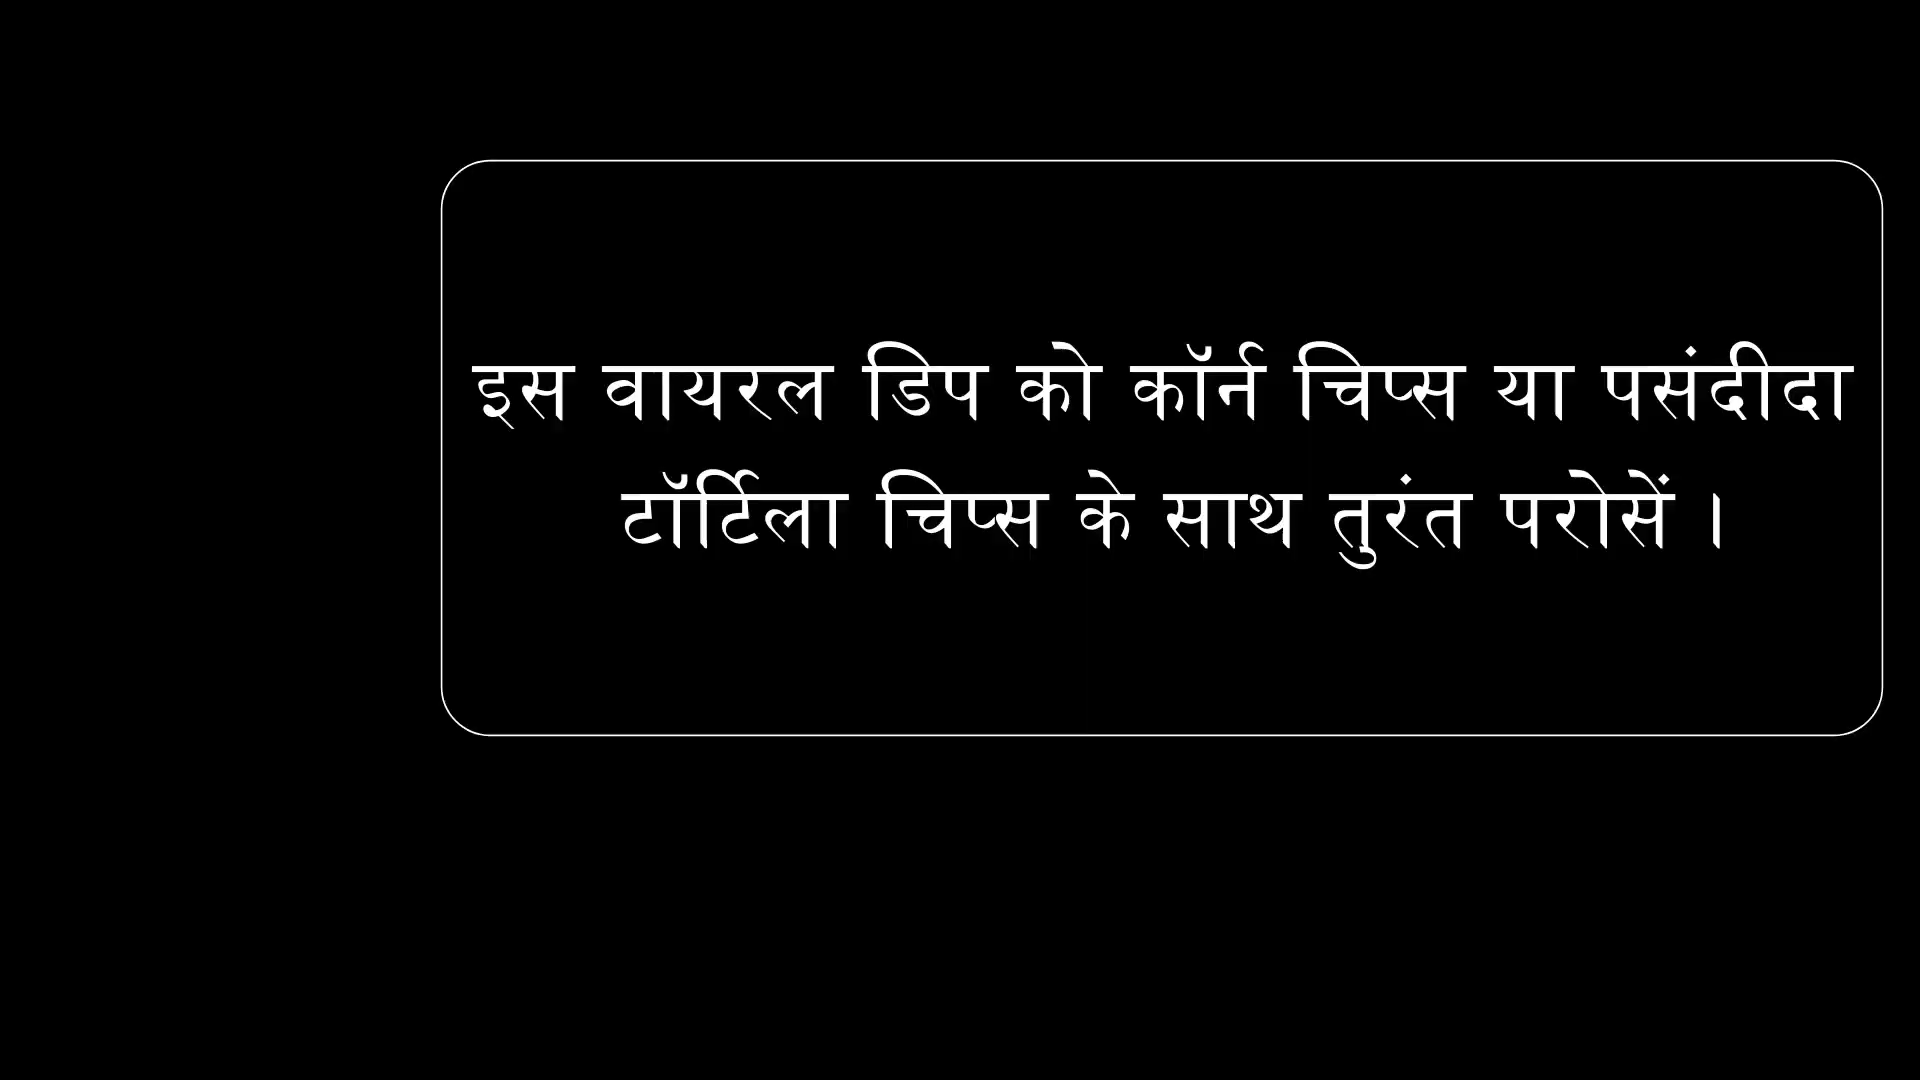 इस वायरल डिप को कॉर्न चिप्स या पसंदीदा
टॉर्टिला चिप्स के साथ तुरंत परोसें ।